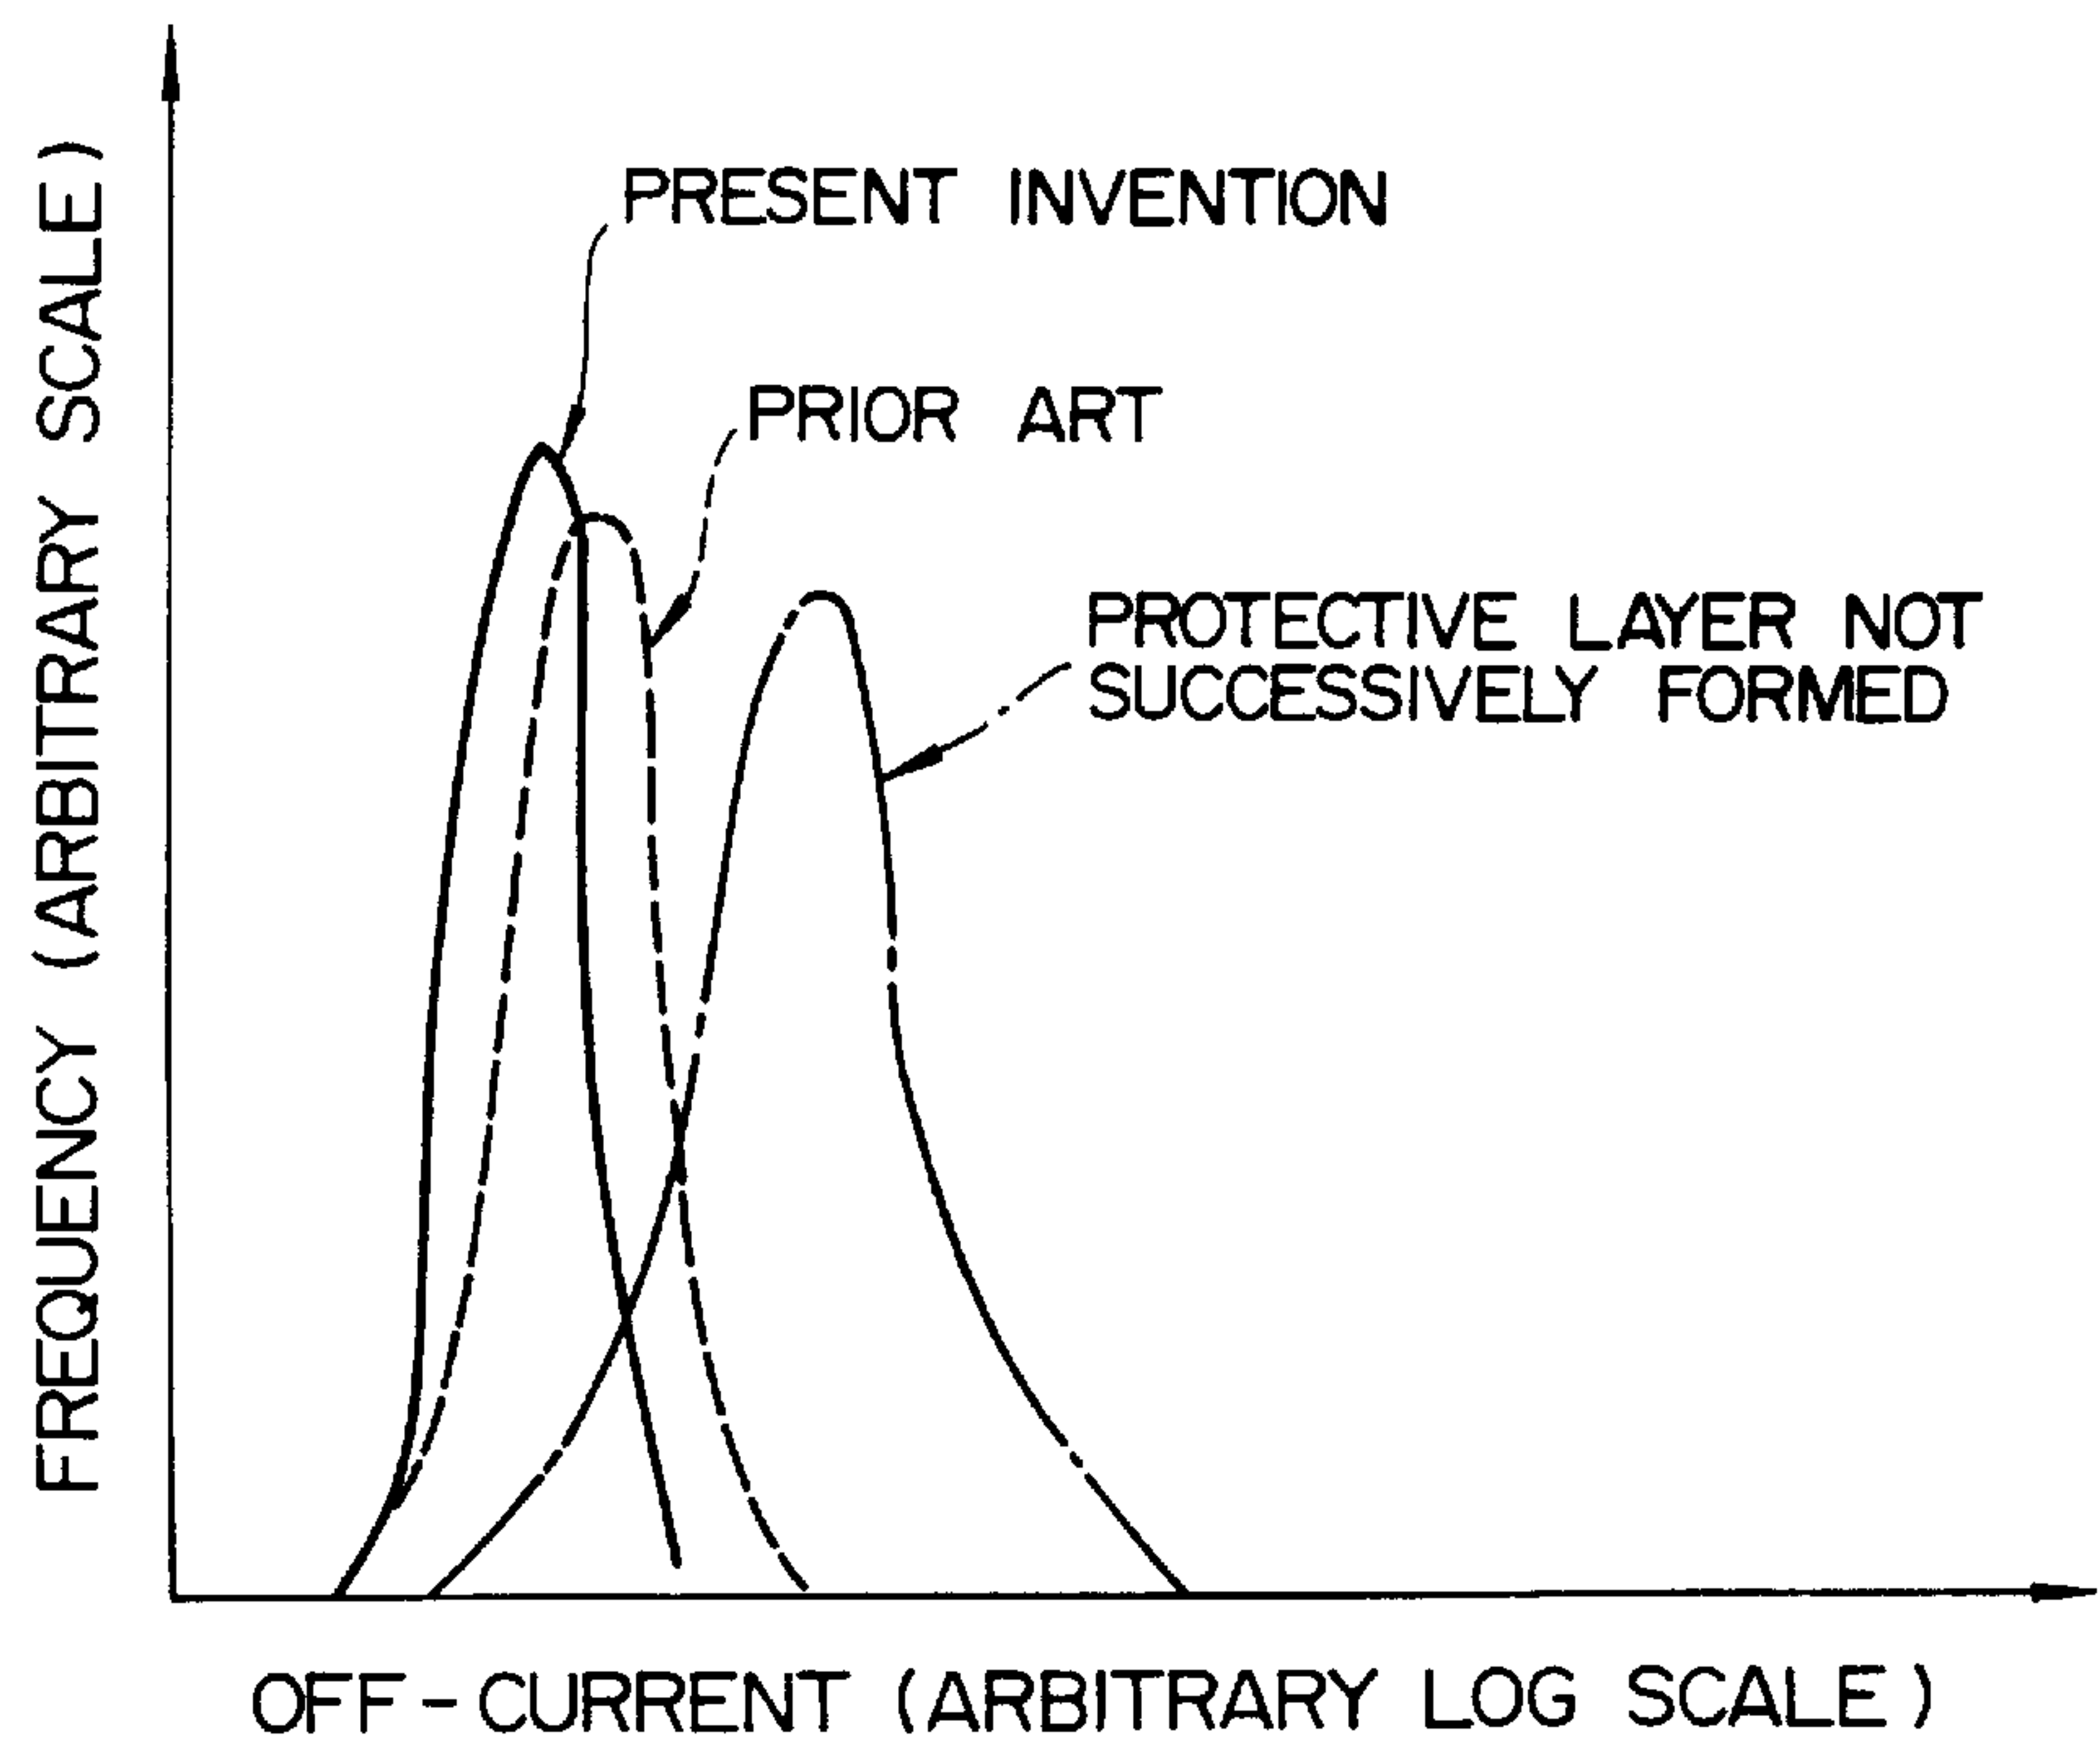 FREQUENCY (ARBITRARY SCALE)
PRESENT INVENTION
PRIOR ART
PROTECTIVE LAYER NOT
SUCCESSIVELY FORMED
OFF-CURRENT (ARBITRARY LOG SCALE)